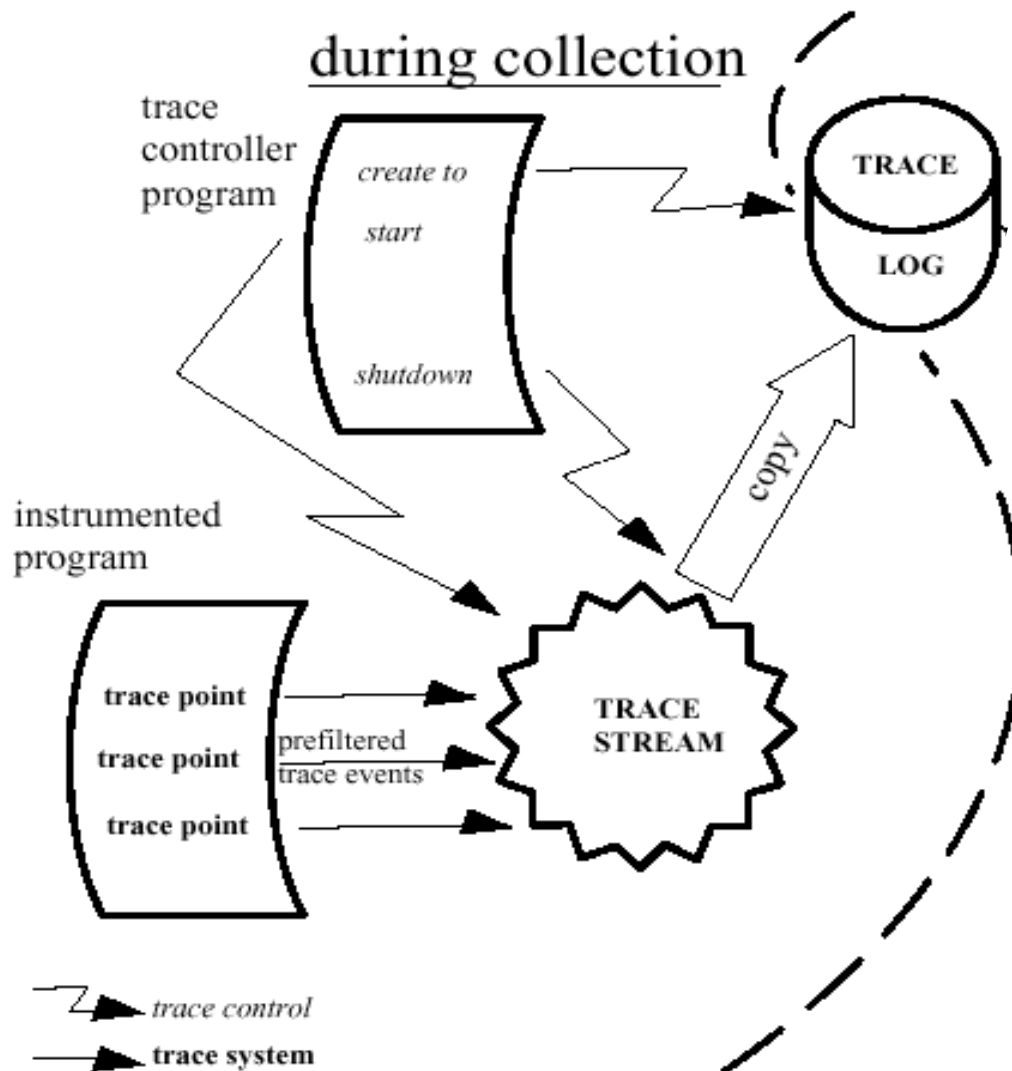 during collection
trace
controller
program
create to
start
shutdown
TRACE
LOG
copy
instrumented
program
trace point
trace point
trace point
prefiltered
trace events
TRACE
STREAM
trace control
trace system